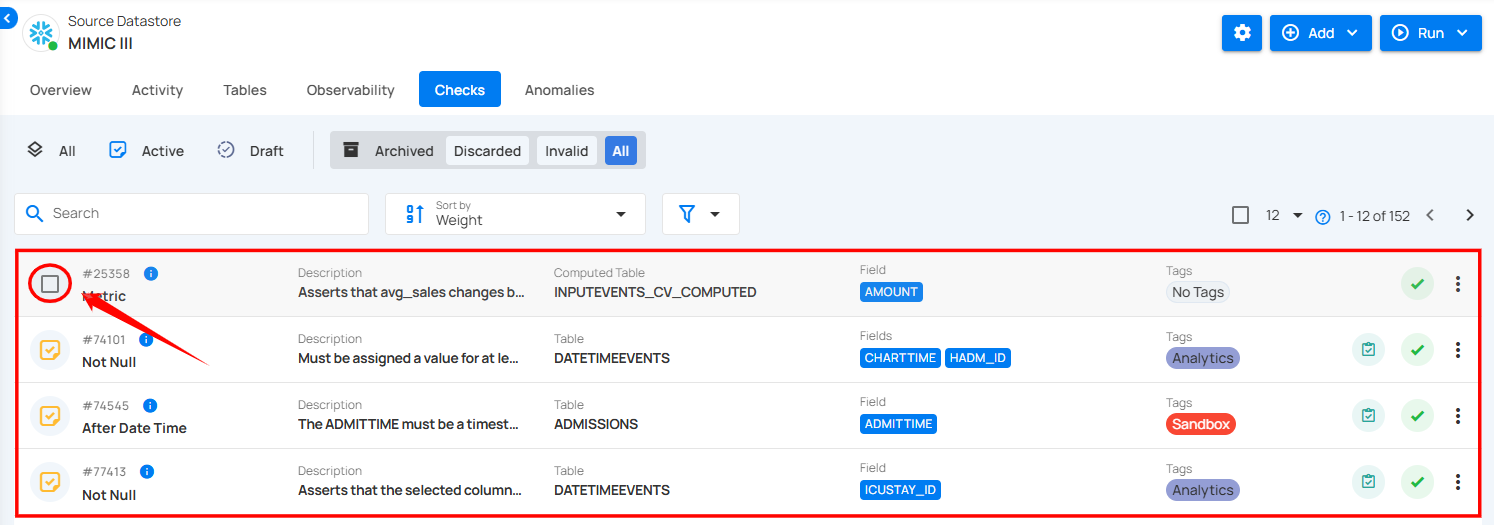 Source Datastore
MIMIC III
Add
Run
Overview Activity Tables Observability Checks Anomalies
All Active Draft Archived Discarded Invalid All
Search
Sort by
Weight
12 1 - 12 of 152
#25358 Description Computed Table Field Tags
Metric Asserts that avg_sales changes b... INPUTEVENTS_CV_COMPUTED AMOUNT No Tags
#74101 Description Table Fields Tags
Not Null Must be assigned a value for at le... DATETIMEEVENTS CHARTTIME HADM_ID Analytics
#74545 Description Table Field Tags
After Date Time The ADMITTIME must be a timest... ADMISSIONS ADMITTIME Sandbox
#77413 Description Table Field Tags
Not Null Asserts that the selected column... DATETIMEEVENTS ICUSTAY_ID Analytics